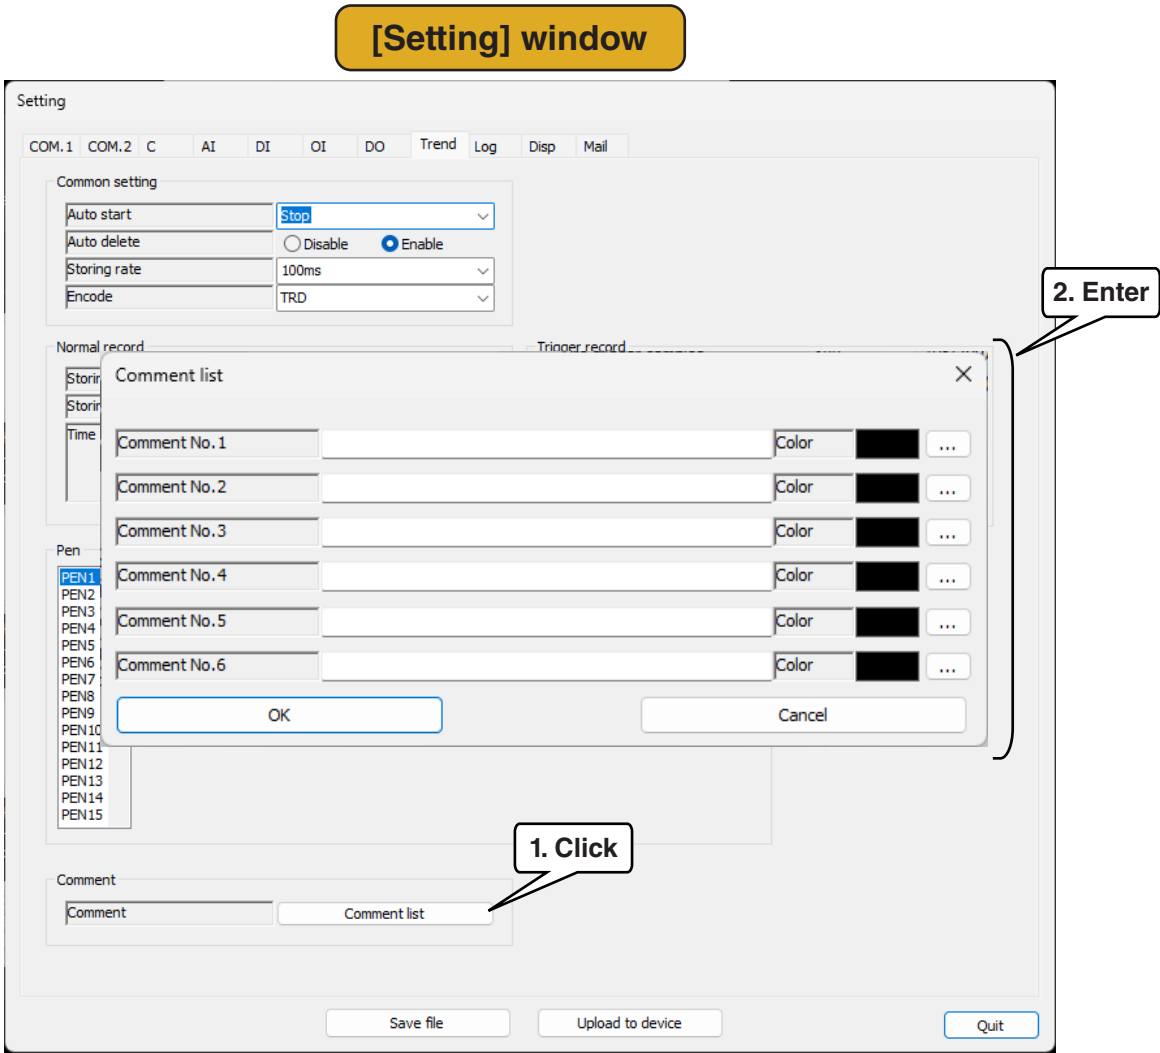 [Setting] window
Setting
COM.1 COM.2 C AI DI OI DO Trend Log Disp Mail
Common setting
Auto start Stop
Auto delete Disable Enable
Storing rate 100ms
Encode TRD
2. Enter
Normal record Trigger record
Time
Comment list
Comment No.1 Color ...
Comment No.2 Color ...
Comment No.3 Color ...
Comment No.4 Color ...
Comment No.5 Color ...
Comment No.6 Color ...
OK Cancel
Pen
PEN1
PEN2
PEN3
PEN4
PEN5
PEN6
PEN7
PEN8
PEN9
PEN10
PEN11
PEN12
PEN13
PEN14
PEN15
1. Click
Comment
Comment Comment list
Save file Upload to device Quit